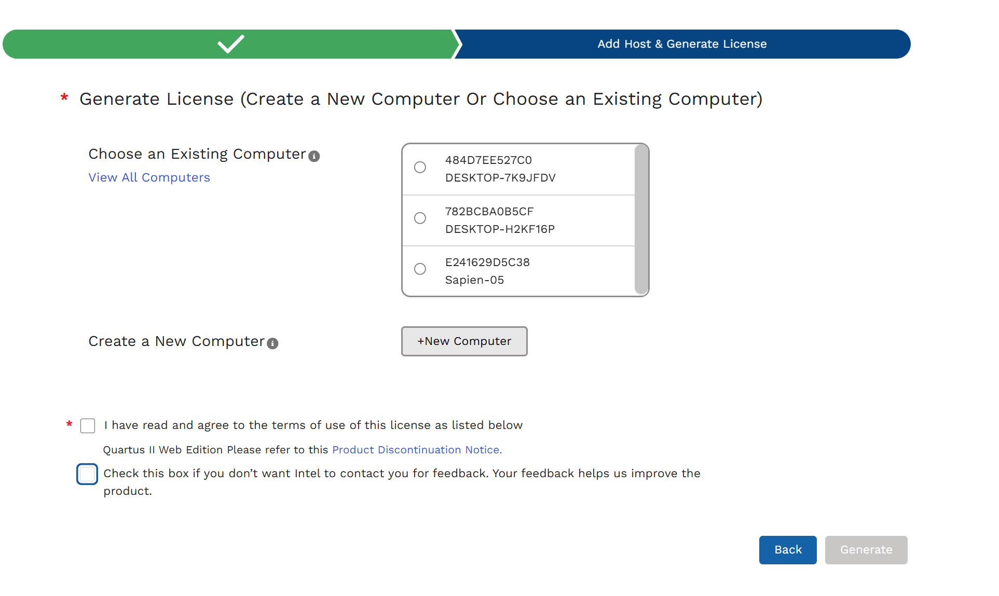 Add Host & Generate License
* Generate License (Create a New Computer Or Choose an Existing Computer)
Choose an Existing Computer
View All Computers
484D7EE527C0
DESKTOP-7K9JFDV
782BCBA0B5CF
DESKTOP-H2KF16P
E241629D5C38
Sapien-05
Create a New Computer
+New Computer
* I have read and agree to the terms of use of this license as listed below
Quartus II Web Edition Please refer to this Product Discontinuation Notice.
Check this box if you don’t want Intel to contact you for feedback. Your feedback helps us improve the
product.
Back
Generate